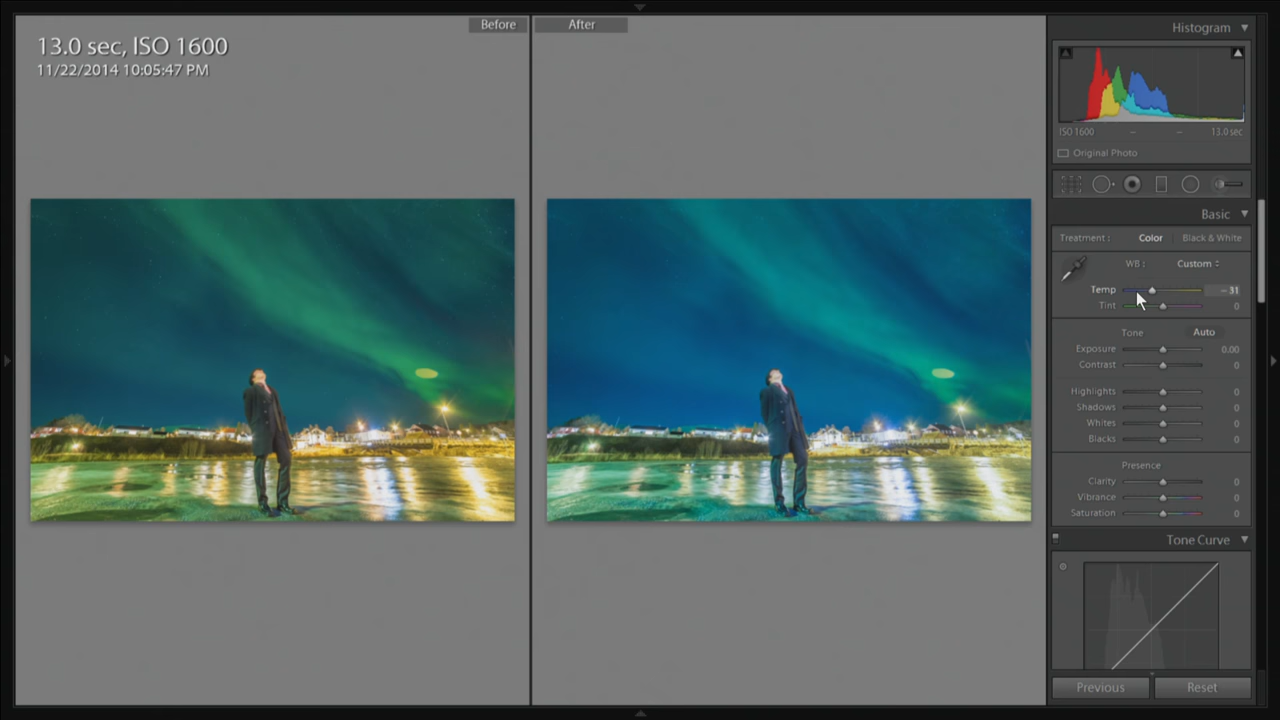 Before
After
Histogram
13.0 sec, ISO 1600
11/22/2014 10:05:47 PM
ISO 1600 – – 13.0 sec
Original Photo
Basic
Treatment : Color Black & White
WB : Custom
Temp – 31
Tint 0
Tone Auto
Exposure 0.00
Contrast 0
Highlights 0
Shadows 0
Whites 0
Blacks 0
Presence
Clarity 0
Vibrance 0
Saturation 0
Tone Curve
Previous Reset